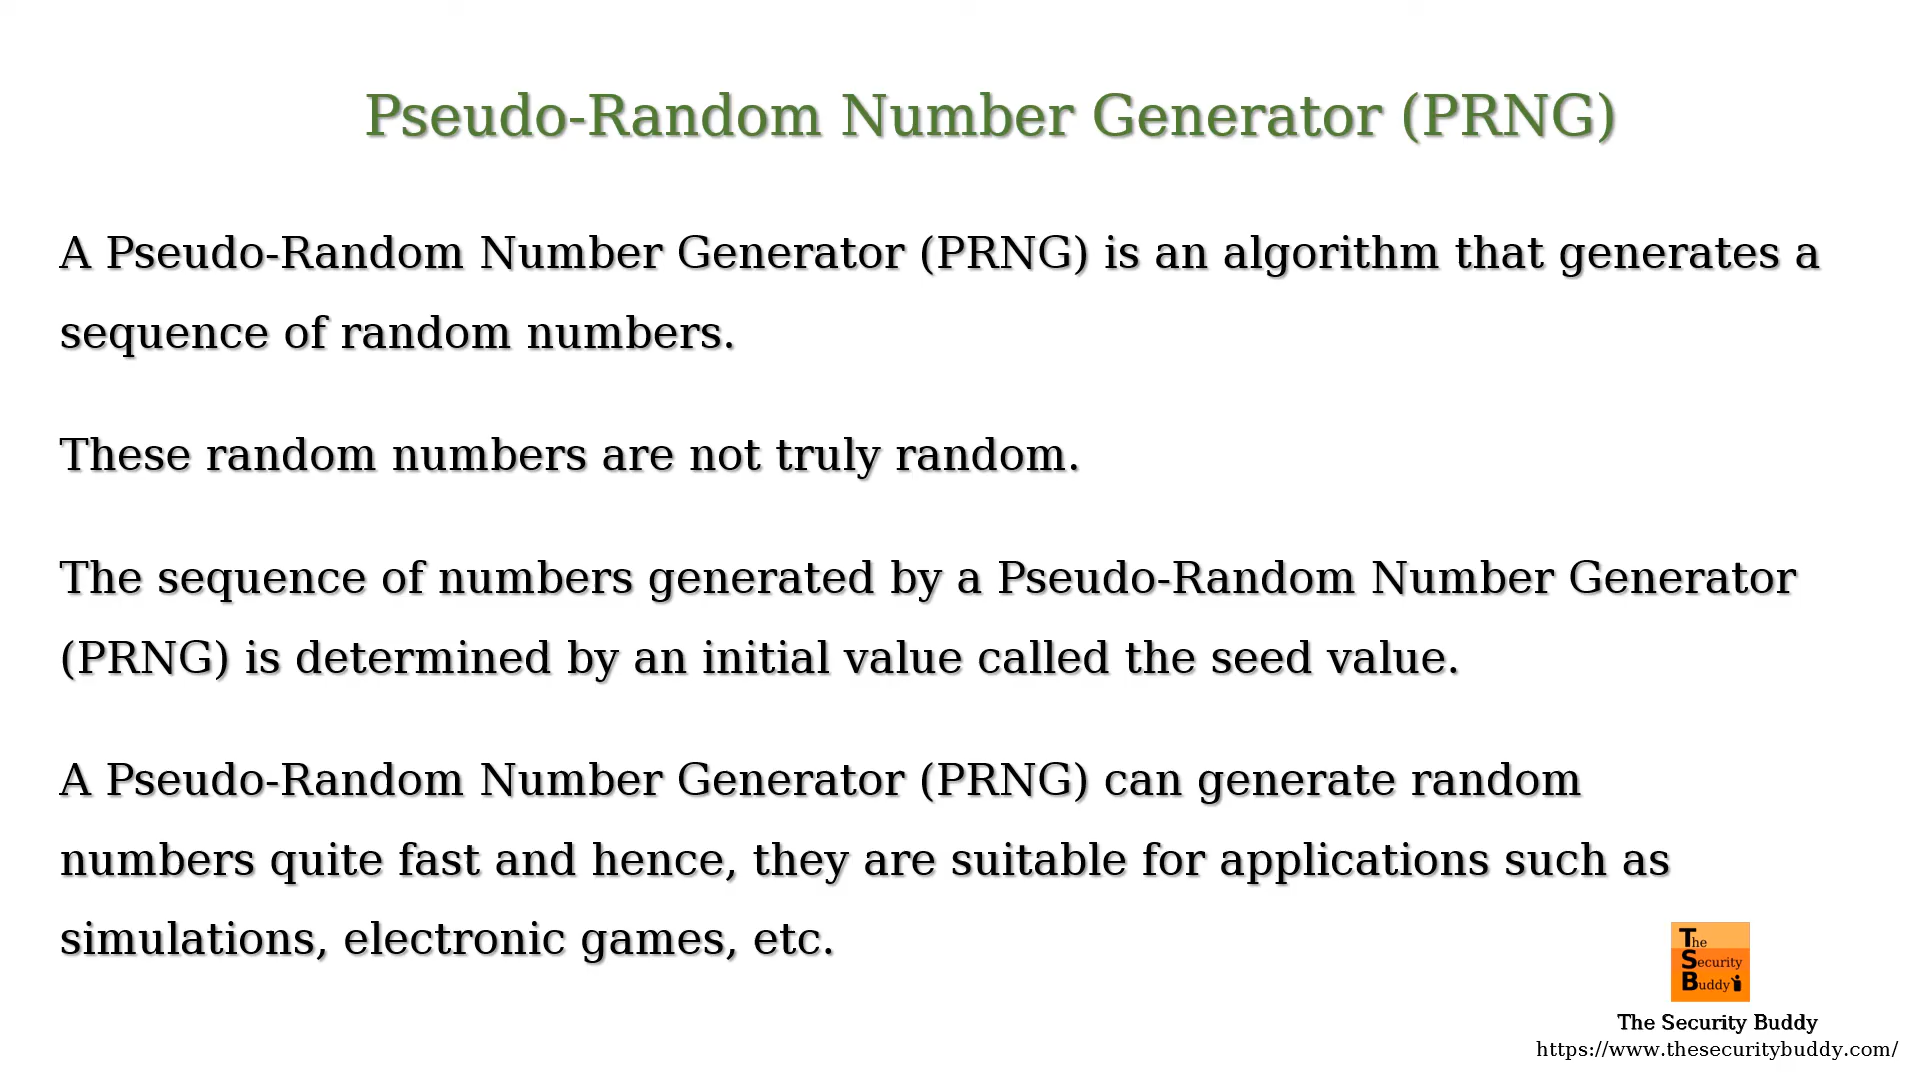 Pseudo-Random Number Generator (PRNG)
A Pseudo-Random Number Generator (PRNG) is an algorithm that generates a
sequence of random numbers.
These random numbers are not truly random.
The sequence of numbers generated by a Pseudo-Random Number Generator
(PRNG) is determined by an initial value called the seed value.
A Pseudo-Random Number Generator (PRNG) can generate random
numbers quite fast and hence, they are suitable for applications such as
simulations, electronic games, etc.
The
Security
Buddy
The Security Buddy
https://www.thesecuritybuddy.com/